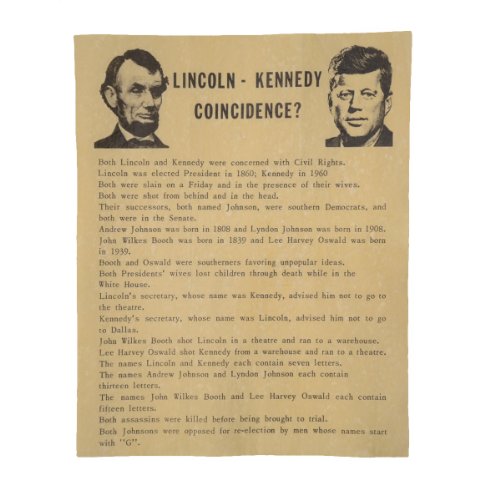 LINCOLN - KENNEDY
COINCIDENCE?
Both Lincoln and Kennedy were concerned with Civil Rights.
Lincoln was elected President in 1860; Kennedy in 1960
Both were slain on a Friday and in the presence of their wives.
Both were shot from behind and in the head.
Their successors, both named Johnson, were southern Democrats, and
both were in the Senate.
Andrew Johnson was born in 1808 and Lyndon Johnson was born in 1908.
John Wilkes Booth was born in 1839 and Lee Harvey Oswald was born
in 1939.
Booth and Oswald were southerners favoring unpopular ideas.
Both Presidents' wives lost children through death while in the
White House.
Lincoln's secretary, whose name was Kennedy, advised him not to go to
the theatre.
Kennedy's secretary, whose name was Lincoln, advised him not to go
to Dallas.
John Wilkes Booth shot Lincoln in a theatre and ran to a warehouse.
Lee Harvey Oswald shot Kennedy from a warehouse and ran to a theatre.
The names Lincoln and Kennedy each contain seven letters.
The names Andrew Johnson and Lyndon Johnson each contain
thirteen letters.
The names John Wilkes Booth and Lee Harvey Oswald each contain
fifteen letters.
Both assassins were killed before being brought to trial.
Both Johnsons were opposed for re-election by men whose names start
with "G".